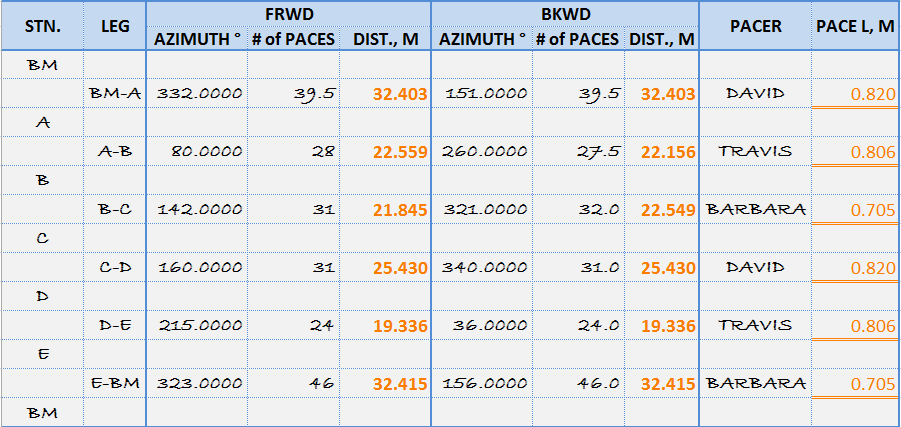 STN. LEG FRWD BKWD PACER PACE L, M
AZIMUTH ° # of PACES DIST., M AZIMUTH ° # of PACES DIST., M
BM
BM-A 332.0000 39.5 32.403 151.0000 39.5 32.403 DAVID 0.820
A
A-B 80.0000 28 22.559 260.0000 27.5 22.156 TRAVIS 0.806
B
B-C 142.0000 31 21.845 321.0000 32.0 22.549 BARBARA 0.705
C
C-D 160.0000 31 25.430 340.0000 31.0 25.430 DAVID 0.820
D
D-E 215.0000 24 19.336 36.0000 24.0 19.336 TRAVIS 0.806
E
E-BM 323.0000 46 32.415 156.0000 46.0 32.415 BARBARA 0.705
BM